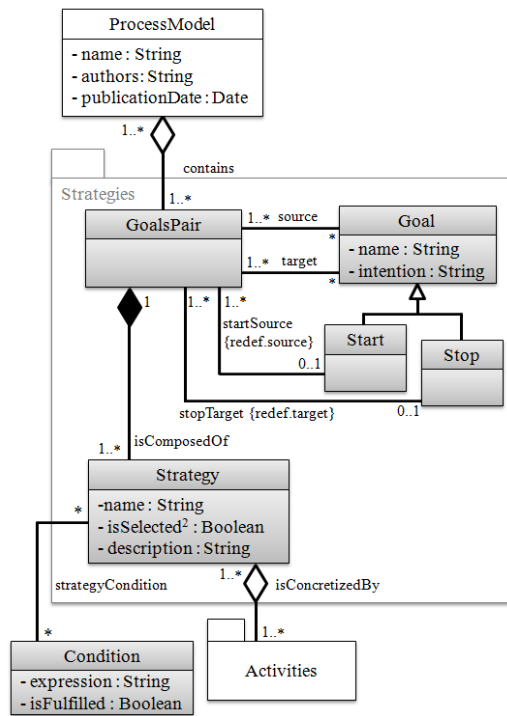 ProcessModel
- name : String
- authors: String
- publicationDate: Date
1..*
contains
1..*
Strategies
GoalsPair
1..* source
*
1..* target
*
Goal
- name : String
- intention: String
1
1..*
1..*
startSource
{redef.source}
0..1
Start
Stop
stopTarget {redef.target}
0..1
isComposedOf
1..*
Strategy
-name : String
- isSelected² : Boolean
- description: String
*
strategyCondition
1..*
isConcretizedBy
*
1..*
Condition
- expression: String
- isFulfilled : Boolean
Activities